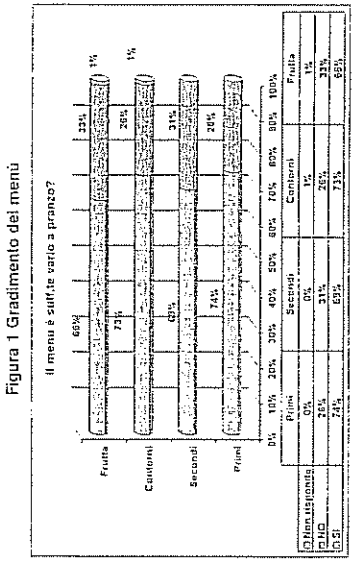 Figura 1 Gradimento del menù
Il menù è suff.te vario a pranzo?
Frutta 66% 33% 1%
Contorni 73% 26% 1%
Secondi 69% 31%
Primi 74% 26%
0% 10% 20% 30% 40% 50% 60% 70% 80% 90% 100%
Primi Secondi Contorni Frutta
Non risponde 0% 0% 1% 1%
NO 26% 31% 26% 33%
SI 74% 69% 73% 66%